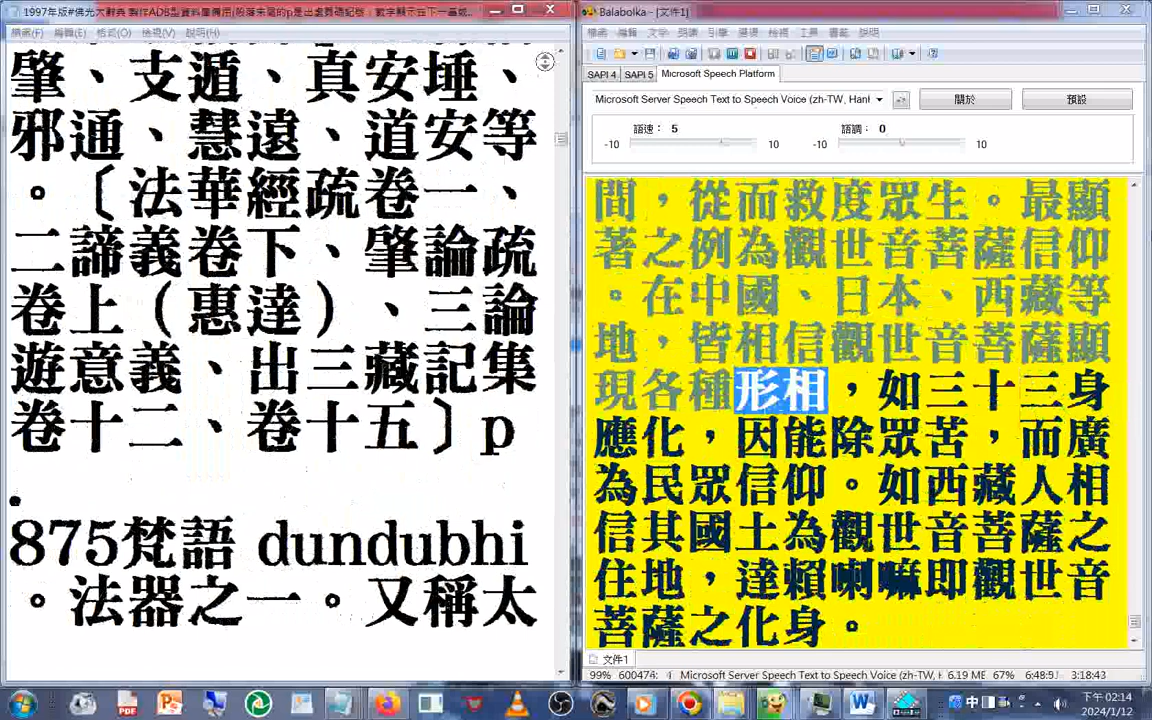 肇、支遁、真安埵、
邪通、慧遠、道安等
。〔法華經疏卷一、
二諦義卷下、肇論疏
卷上（惠達）、三論
遊意義、出三藏記集
卷十二、卷十五〕p
.
875梵語 dundubhi
。法器之一。又稱太
Balabolka - [文件1]
SAPI 4
SAPI 5
Microsoft Speech Platform
Microsoft Server Speech Text to Speech Voice (zh-TW, Hanl
關於
預設
語速： 5
語調： 0
-10
10
-10
10
間，從而救度眾生。最顯
著之例為觀世音菩薩信仰
。在中國、日本、西藏等
地，皆相信觀世音菩薩顯
現各種形相，如三十三身
應化，因能除眾苦，而廣
為民眾信仰。如西藏人相
信其國土為觀世音菩薩之
住地，達賴喇嘛即觀世音
菩薩之化身。
文件1
99%
Microsoft Server Speech Text to Speech Voice (zh-TW, H
6.19 ME
67%
3:18:43
中
下午 02:14
2024/1/12